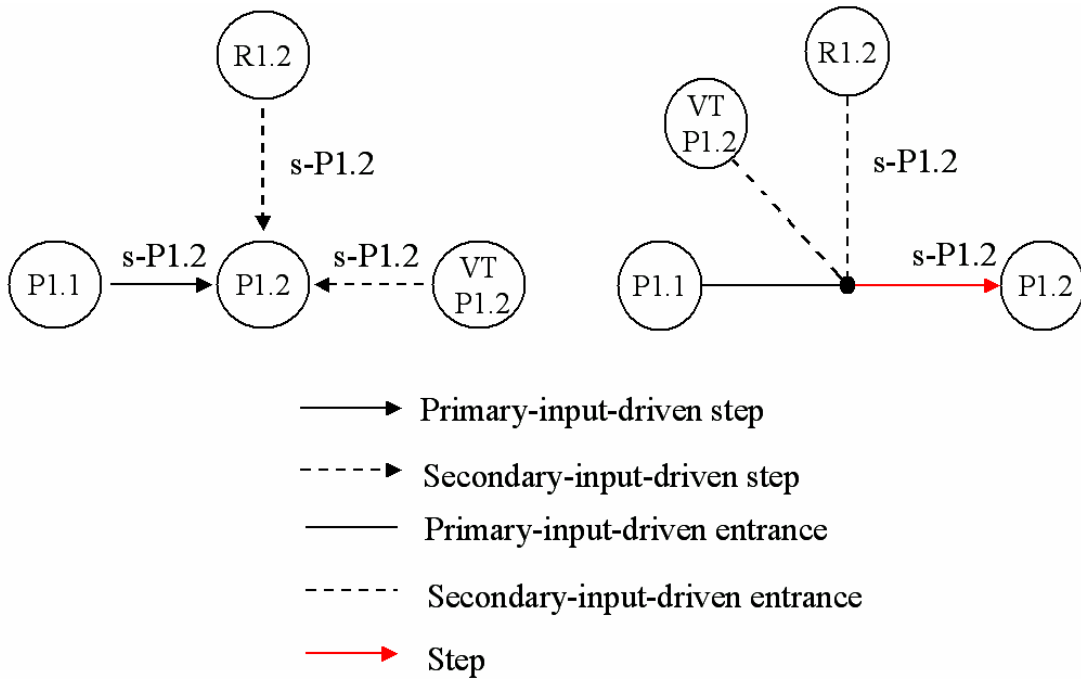 R1.2
s-P1.2
P1.1
s-P1.2
P1.2
s-P1.2
VT
P1.2
R1.2
VT
P1.2
s-P1.2
P1.1
s-P1.2
P1.2
Primary-input-driven step
Secondary-input-driven step
Primary-input-driven entrance
Secondary-input-driven entrance
Step